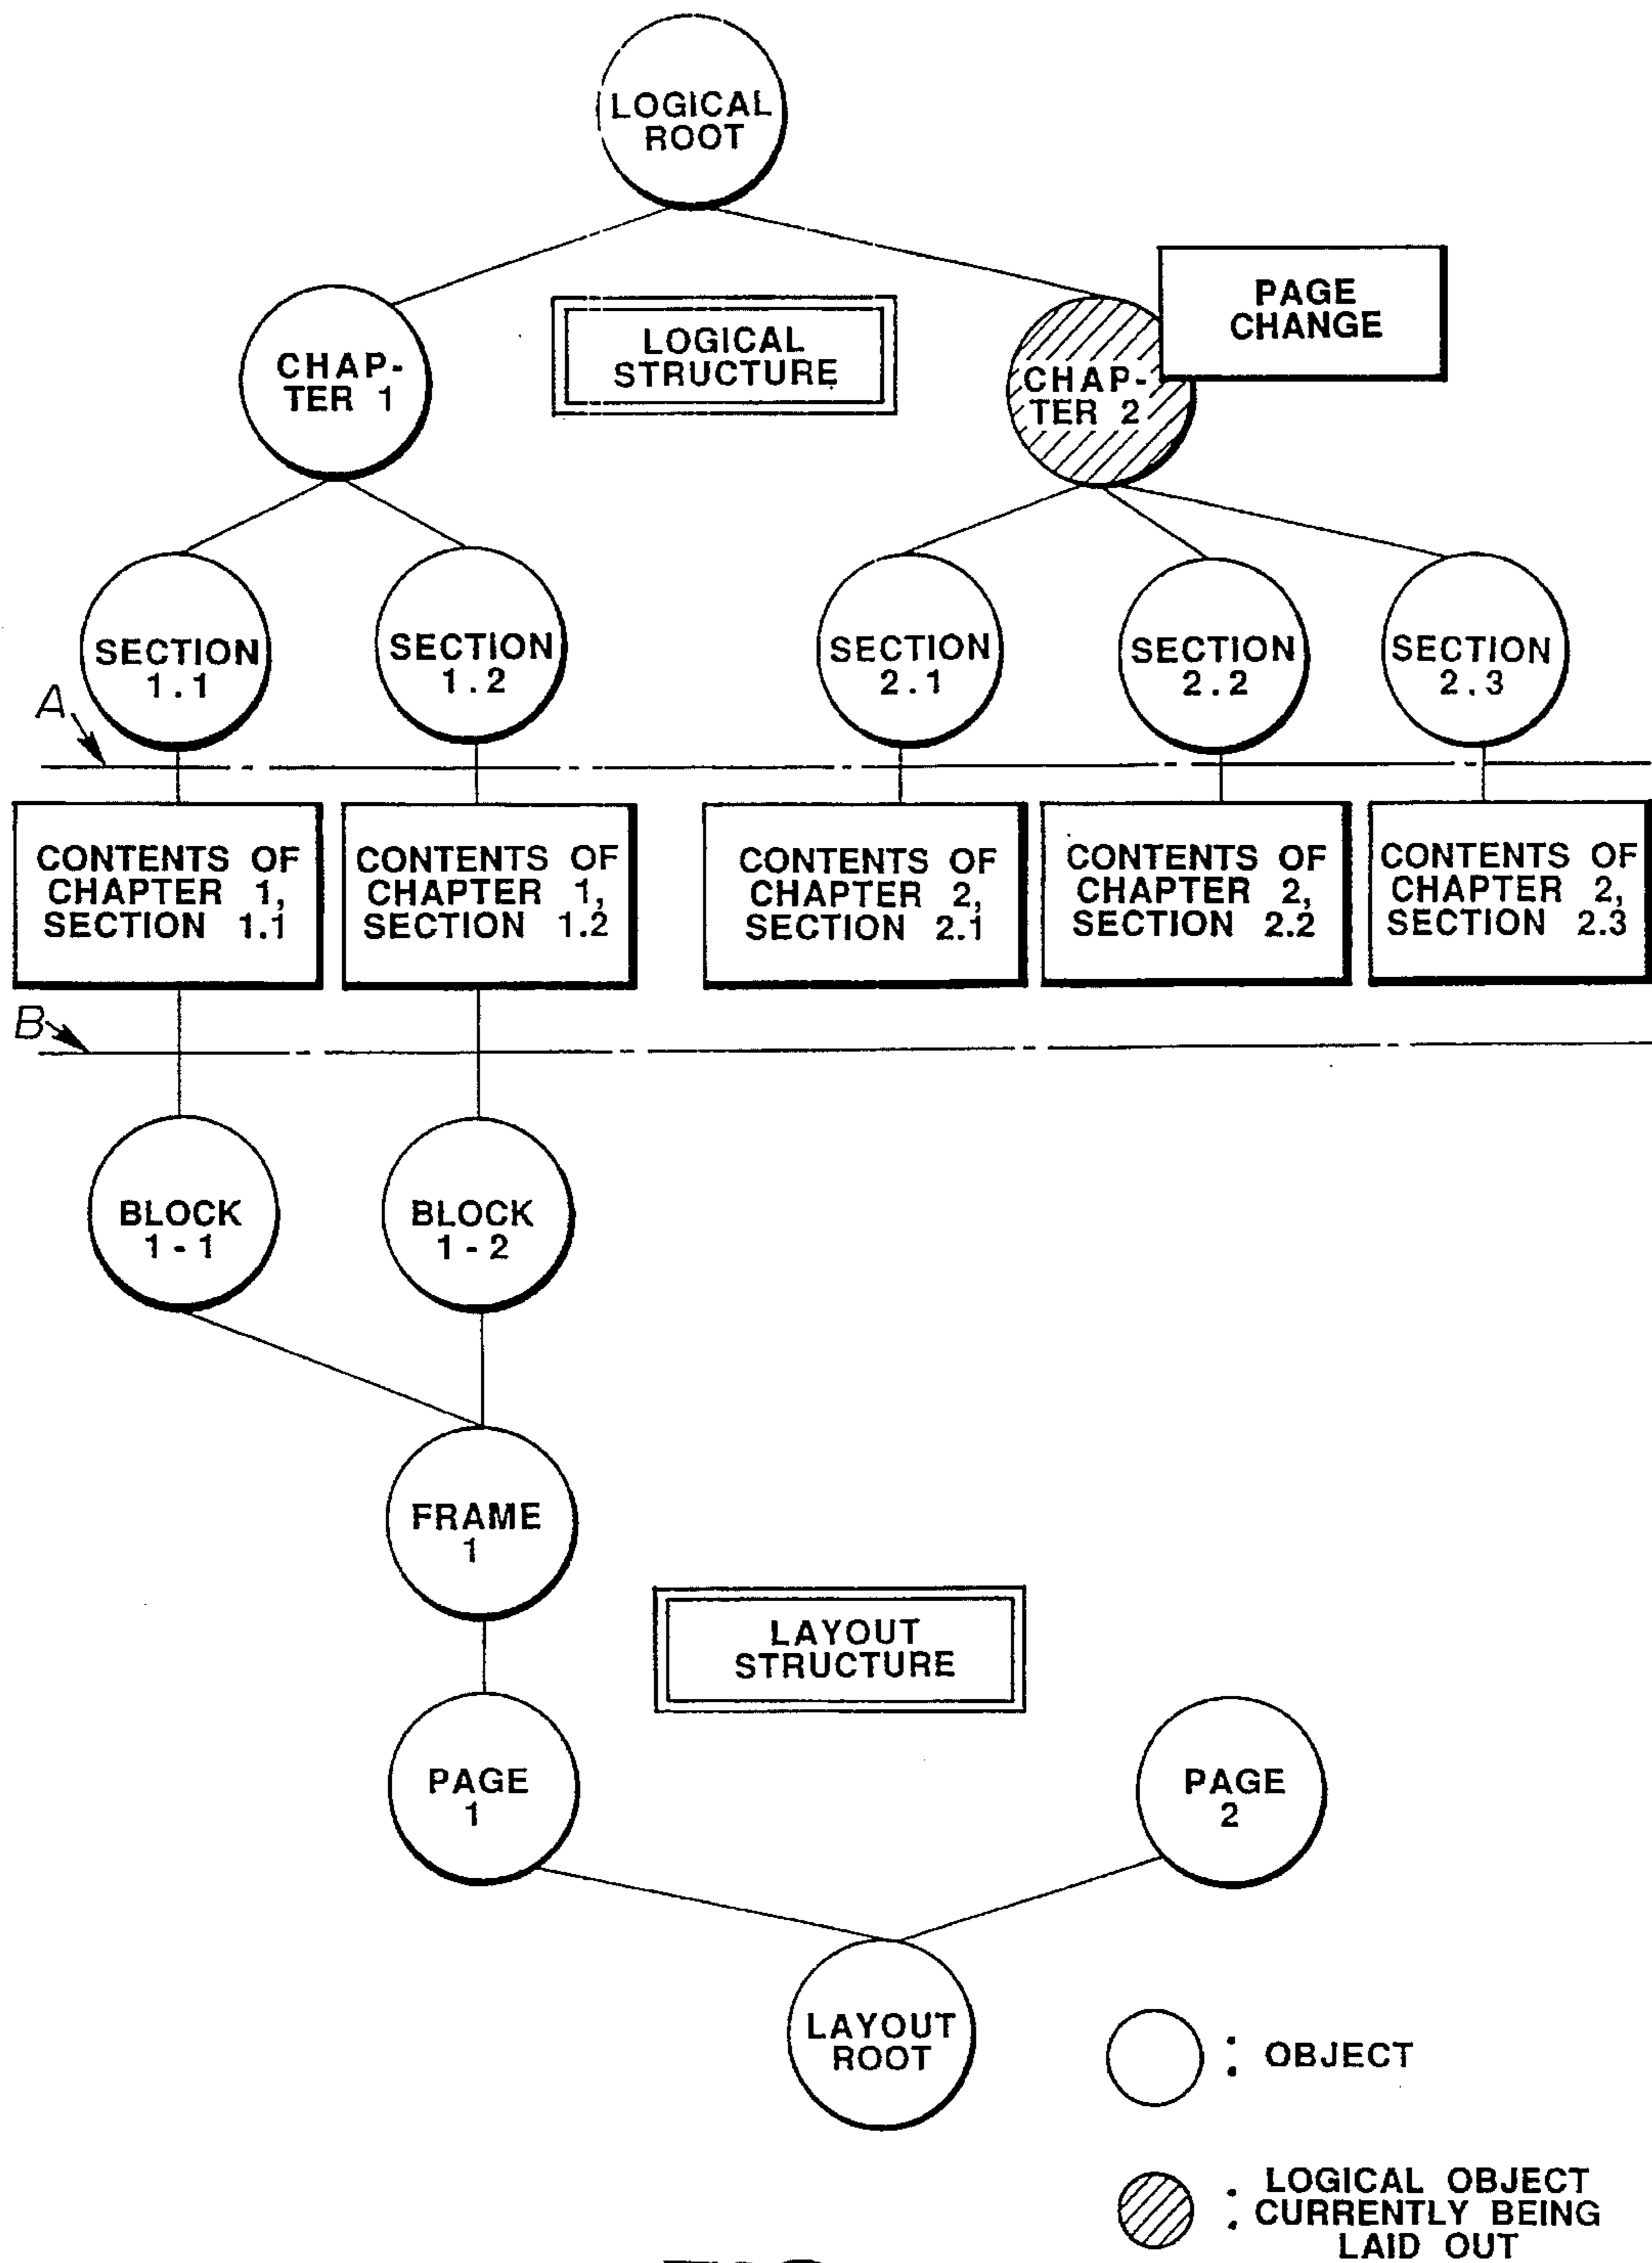 LOGICAL
ROOT
PAGE
CHANGE
LOGICAL
STRUCTURE
CHAP-
TER 1
CHAP-
TER 2
SECTION
1.1
SECTION
1.2
SECTION
2.1
SECTION
2.2
SECTION
2.3
A
CONTENTS OF
CHAPTER 1,
SECTION 1.1
CONTENTS OF
CHAPTER 1,
SECTION 1.2
CONTENTS OF
CHAPTER 2,
SECTION 2.1
CONTENTS OF
CHAPTER 2,
SECTION 2.2
CONTENTS OF
CHAPTER 2,
SECTION 2.3
B
BLOCK
1-1
BLOCK
1-2
FRAME
1
LAYOUT
STRUCTURE
PAGE
1
PAGE
2
LAYOUT
ROOT
: OBJECT
: LOGICAL OBJECT
CURRENTLY BEING
LAID OUT